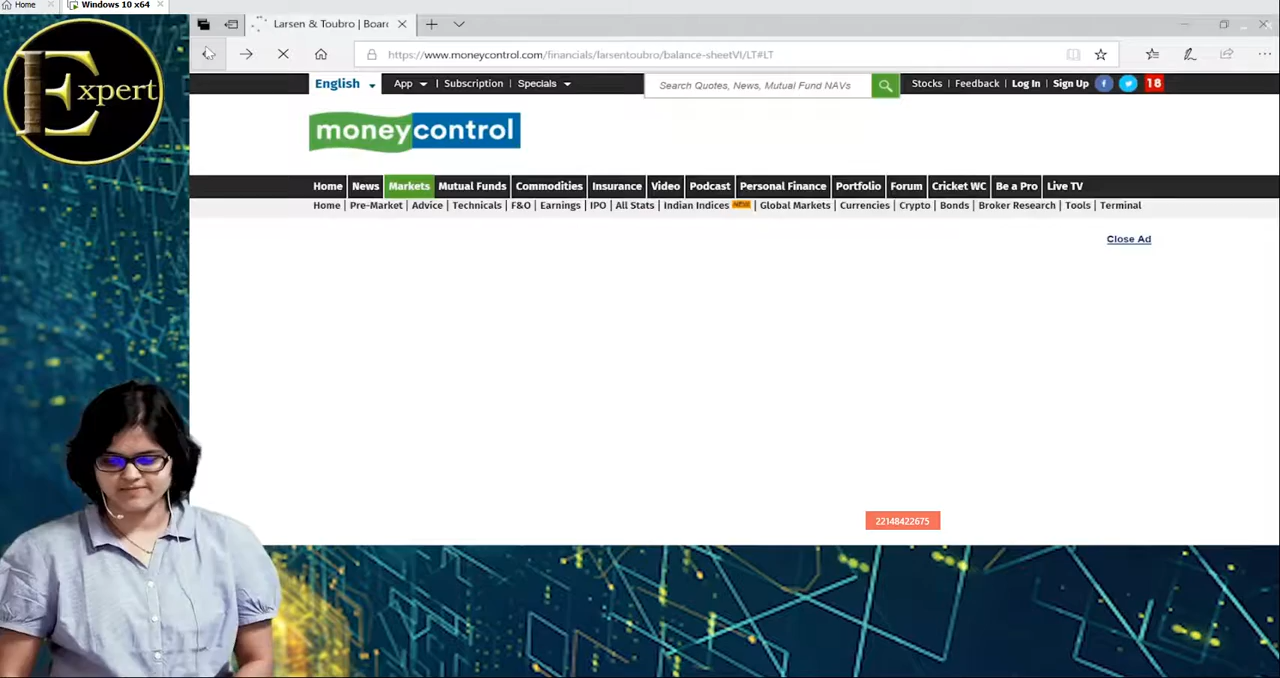 Home
Windows 10 x64
Expert
Larsen & Toubro | Boar
https://www.moneycontrol.com/financials/larsentoubro/balance-sheetVI/LT#LT
English App Subscription Specials Search Quotes, News, Mutual Fund NAVs Stocks Feedback Log In Sign Up f 18
moneycontrol
Home News Markets Mutual Funds Commodities Insurance Video Podcast Personal Finance Portfolio Forum Cricket WC Be a Pro Live TV
Home | Pre-Market | Advice | Technicals | F&O | Earnings | IPO | All Stats | Indian Indices NEW | Global Markets | Currencies | Crypto | Bonds | Broker Research | Tools | Terminal
Close Ad
22148422675